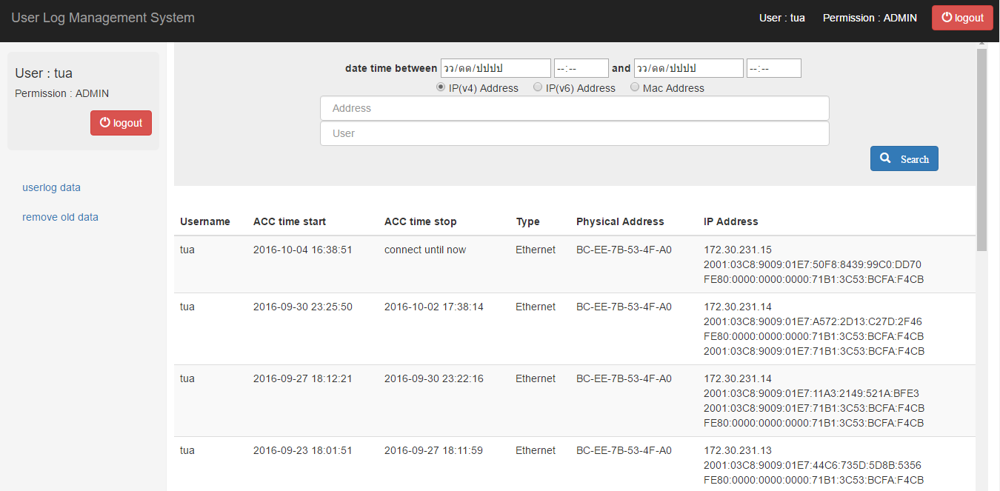 User Log Management System User : tua Permission : ADMIN logout
User : tua
Permission : ADMIN
logout
userlog data
remove old data
date time between วว/ดด/ปปปป --:-- and วว/ดด/ปปปป --:--
IP(v4) Address IP(v6) Address Mac Address
Address
User
Search
Username ACC time start ACC time stop Type Physical Address IP Address
tua 2016-10-04 16:38:51 connect until now Ethernet BC-EE-7B-53-4F-A0 172.30.231.15
2001:03C8:9009:01E7:50F8:8439:99C0:DD70
FE80:0000:0000:0000:71B1:3C53:BCFA:F4CB
tua 2016-09-30 23:25:50 2016-10-02 17:38:14 Ethernet BC-EE-7B-53-4F-A0 172.30.231.14
2001:03C8:9009:01E7:A572:2D13:C27D:2F46
FE80:0000:0000:0000:71B1:3C53:BCFA:F4CB
2001:03C8:9009:01E7:71B1:3C53:BCFA:F4CB
tua 2016-09-27 18:12:21 2016-09-30 23:22:16 Ethernet BC-EE-7B-53-4F-A0 172.30.231.14
2001:03C8:9009:01E7:11A3:2149:521A:BFE3
2001:03C8:9009:01E7:71B1:3C53:BCFA:F4CB
FE80:0000:0000:0000:71B1:3C53:BCFA:F4CB
tua 2016-09-23 18:01:51 2016-09-27 18:11:59 Ethernet BC-EE-7B-53-4F-A0 172.30.231.13
2001:03C8:9009:01E7:44C6:735D:5D8B:5356
FE80:0000:0000:0000:71B1:3C53:BCFA:F4CB